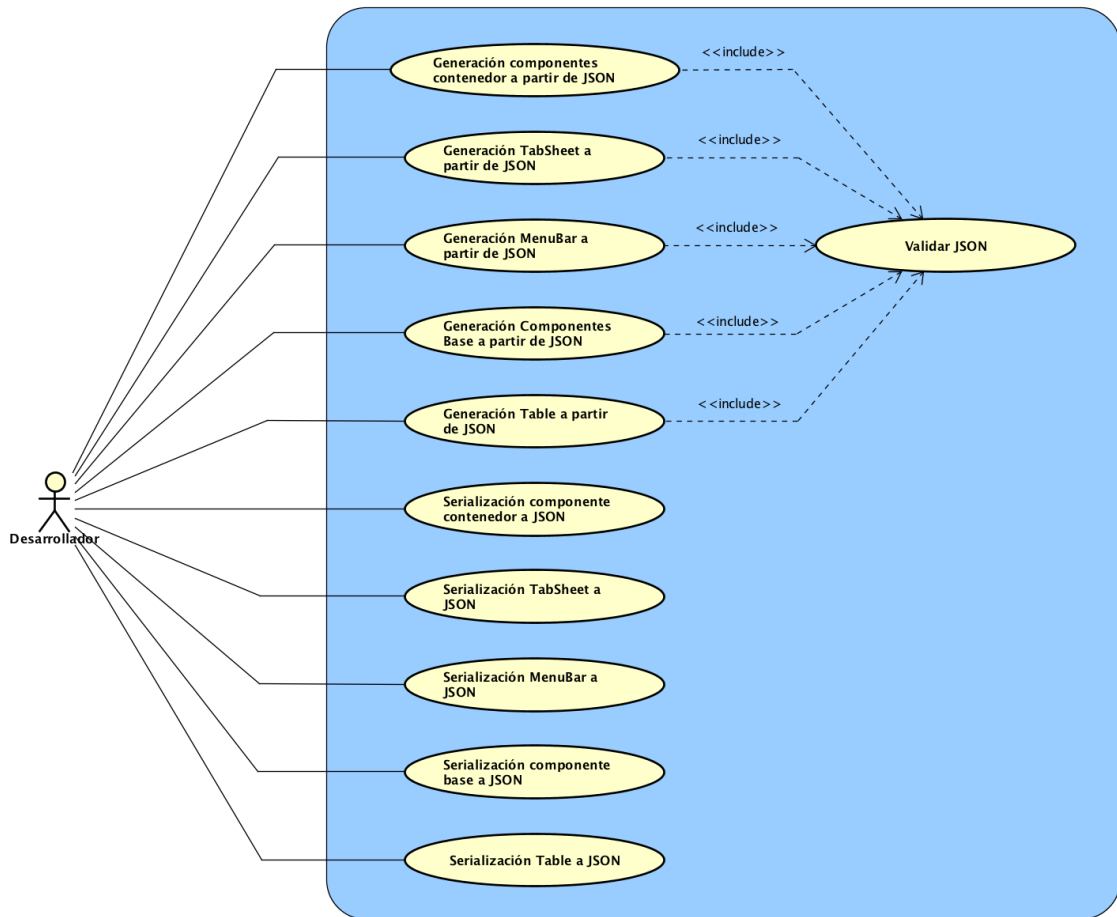 Generación componentes
contenedor a partir de JSON
<<include>>
Generación TabSheet a
partir de JSON
<<include>>
Generación MenuBar a
partir de JSON
<<include>>
Validar JSON
Generación Componentes
Base a partir de JSON
<<include>>
Generación Table a partir
de JSON
<<include>>
Serialización componente
contenedor a JSON
Desarrollador
Serialización TabSheet a
JSON
Serialización MenuBar a
JSON
Serialización componente
base a JSON
Serialización Table a JSON